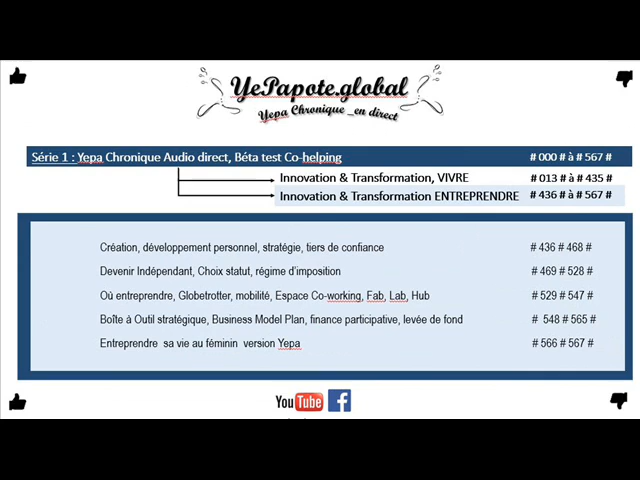 YePapote.global
Yepa Chronique _en direct
Série 1 : Yepa Chronique Audio direct, Béta test Co-helping # 000 # à # 567 #
Innovation & Transformation, VIVRE # 013 # à # 435 #
Innovation & Transformation ENTREPRENDRE # 436 # à # 567 #
Création, développement personnel, stratégie, tiers de confiance # 436 # 468 #
Devenir Indépendant, Choix statut, régime d'imposition # 469 # 528 #
Où entreprendre, Globetrotter, mobilité, Espace Co-working, Fab, Lab, Hub # 529 # 547 #
Boîte à Outil stratégique, Business Model Plan, finance participative, levée de fond # 548 # 565 #
Entreprendre sa vie au féminin version Yepa # 566 # 567 #
YouTube f